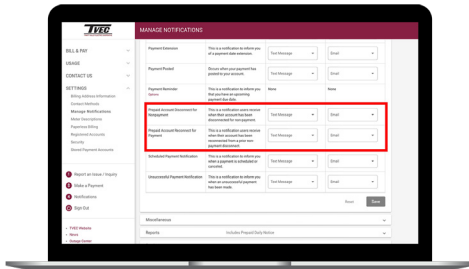 TVEC
MANAGE NOTIFICATIONS
BILL & PAY
USAGE
CONTACT US
SETTINGS
Billing Address Information
Contact Methods
Manage Notifications
Meter Descriptions
Paperless Billing
Registered Accounts
Security
Saved Payment Accounts
Report an Issue / Inquiry
Make a Payment
Notifications
Sign Out
TVEC Website
News
Outage Center
Payment Extension
This is a notification to inform you
of a payment date extension.
Text Message
Email
Payment Posted
Occurs when your payment has
posted to your account.
Text Message
Email
Payment Reminder
Options
This is a notification to inform you
that you have an upcoming
payment due date.
None
None
Prepaid Account Disconnect for
Nonpayment
This is a notification users receive
when their account has been
disconnected for non-payment.
Text Message
Email
Prepaid Account Reconnect for
Payment
This is a notification users receive
when their account has been
reconnected from a prior non-
payment disconnect.
Text Message
Email
Scheduled Payment Notification
This is a notification to inform you
when a payment is scheduled or
canceled.
Text Message
Email
Unsuccessful Payment Notification
This is a notification to inform you
when an unsuccessful payment
has been made.
Text Message
Email
Reset
Save
Miscellaneous
Reports
Includes Prepaid Daily
Notice